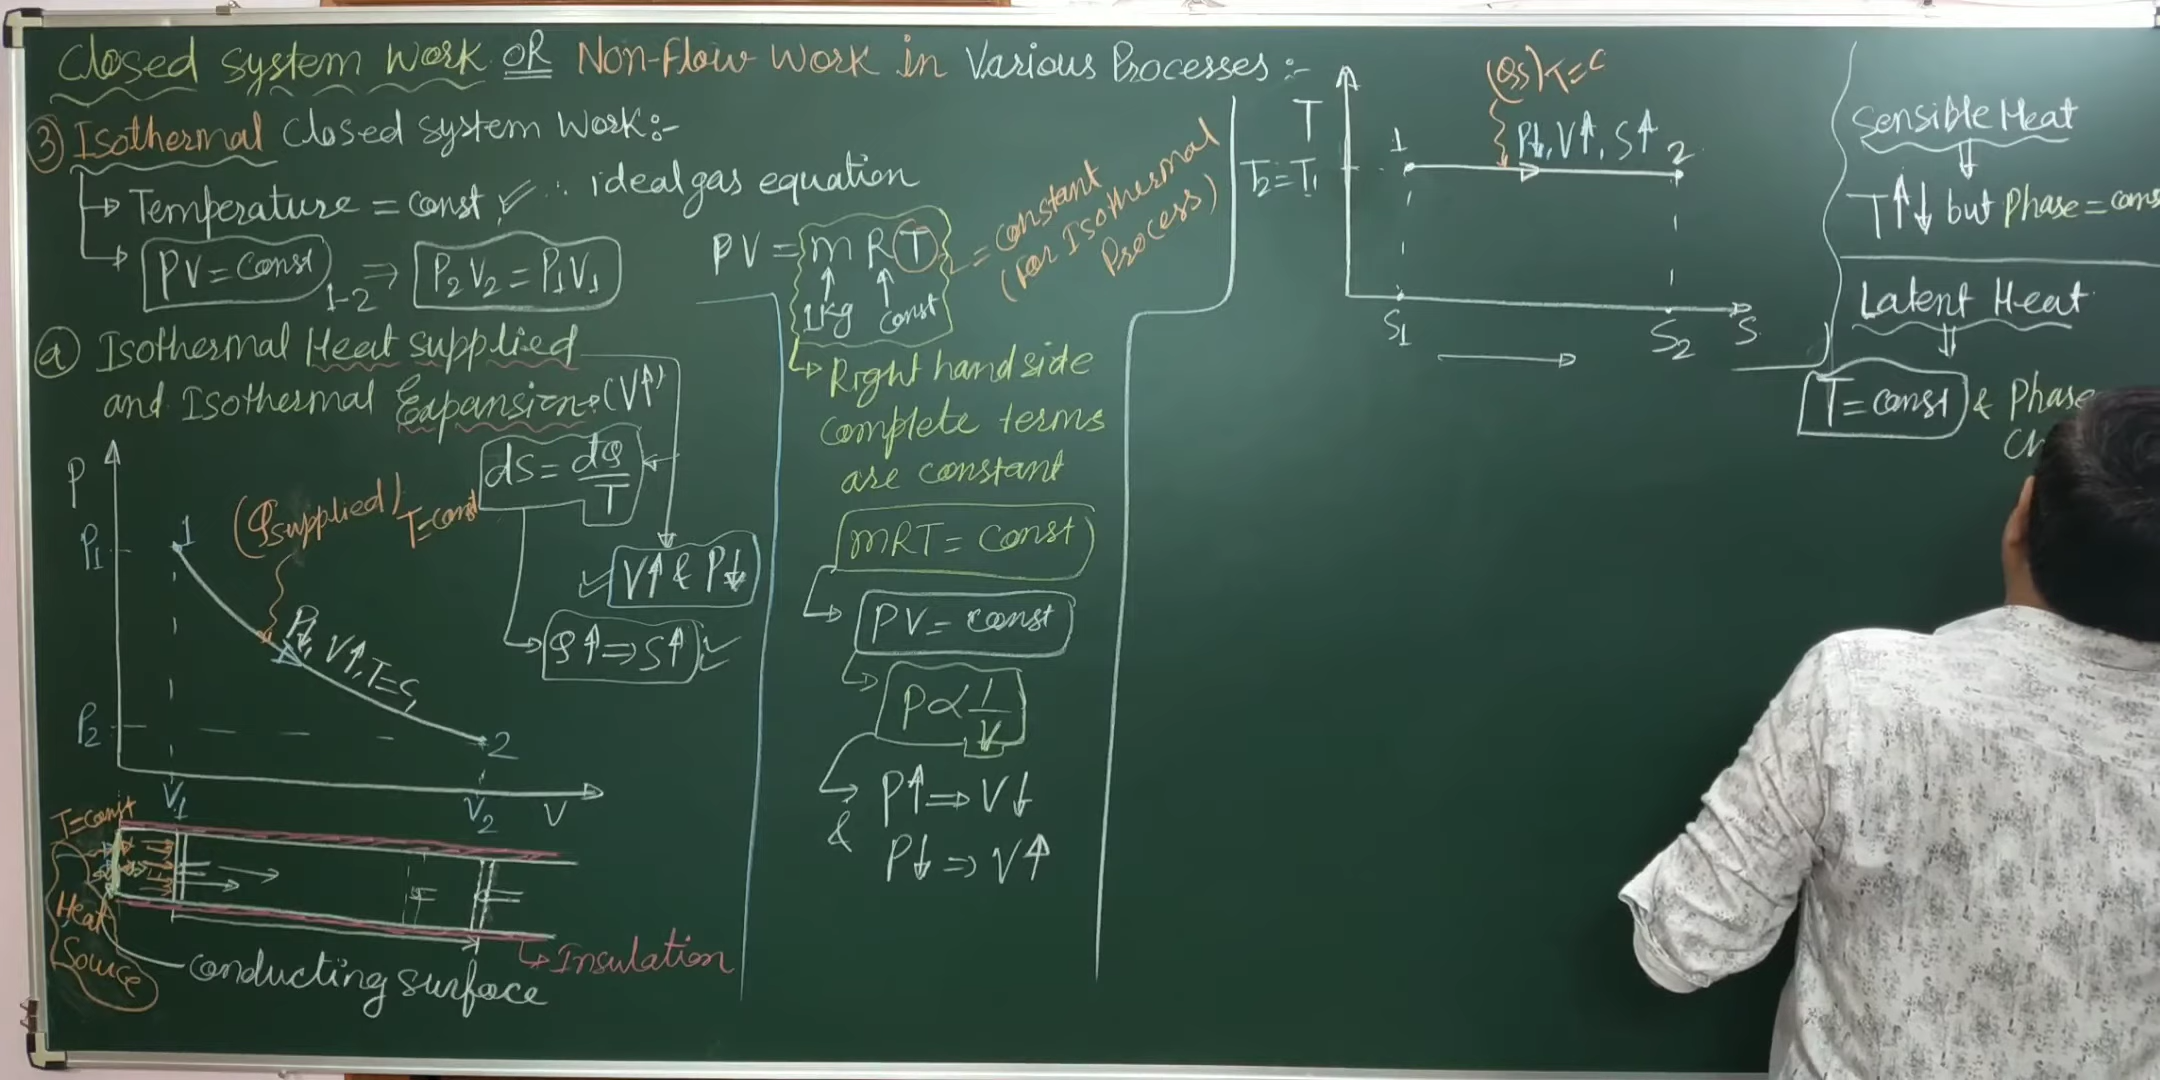 Closed system work OR Non-Flow work in Various Processes:-
3) Isothermal Closed system work:-
Temperature = const, ✓ ∵ ideal gas equation
PV = const 1-2 ⇒ P₂V₂ = P₁V₁
PV = mRT = constant (for Isothermal Process)
1kg const
Right hand side
complete terms
are constant
mRT = const
PV = const
P ∝ 1/V
P↑ ⇒ V↓
&
P↓ ⇒ V↑
a) Isothermal Heat supplied
and Isothermal Expansion:(V↑)
dS = dQ/T
V↑ & P↓
Q↑ ⇒ S↑
P
P₁
P₂
1
(Qsupplied) T=const
P↓, V↑, T=C,
2
V₁ V₂ V
T=const
Heat
Source
conducting surface
Insulation
(QS)T=C
T
T₂=T₁
1
P↓, V↑, S↑
2
S₁ S₂ S
Sensible Heat
T↑↓ but Phase = cons
Latent Heat
T = const & Phase